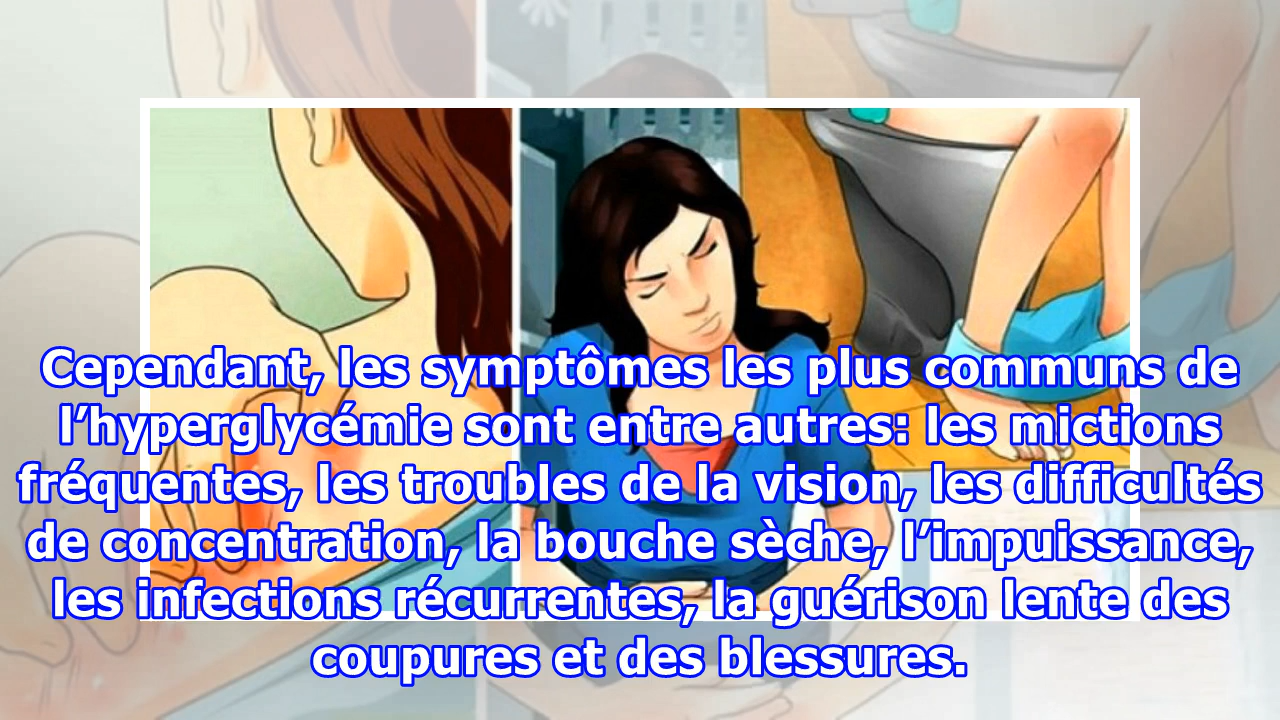 Cependant, les symptômes les plus communs de
l’hyperglycémie sont entre autres: les mictions
fréquentes, les troubles de la vision, les difficultés
de concentration, la bouche sèche, l’impuissance,
les infections récurrentes, la guérison lente des
coupures et des blessures.